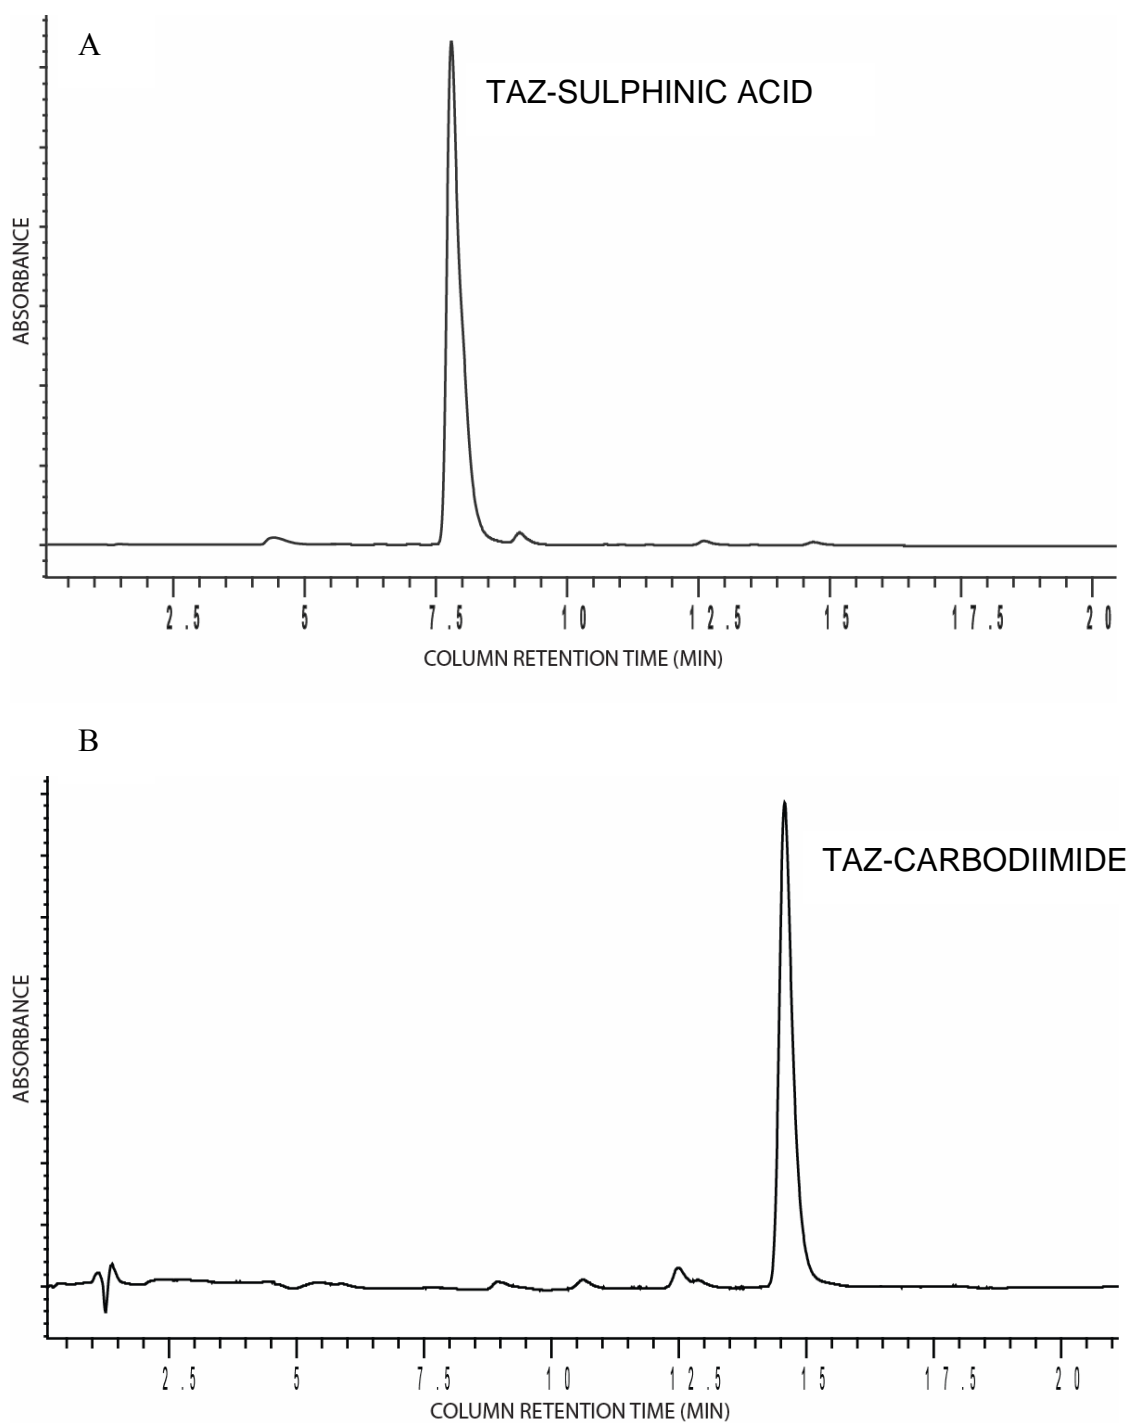 A
TAZ-SULPHINIC ACID
ABSORBANCE
2.5 5 7.5 10 12.5 15 17.5 20
COLUMN RETENTION TIME (MIN)
B
TAZ-CARBODIIMIDE
ABSORBANCE
2.5 5 7.5 10 12.5 15 17.5 20
COLUMN RETENTION TIME (MIN)